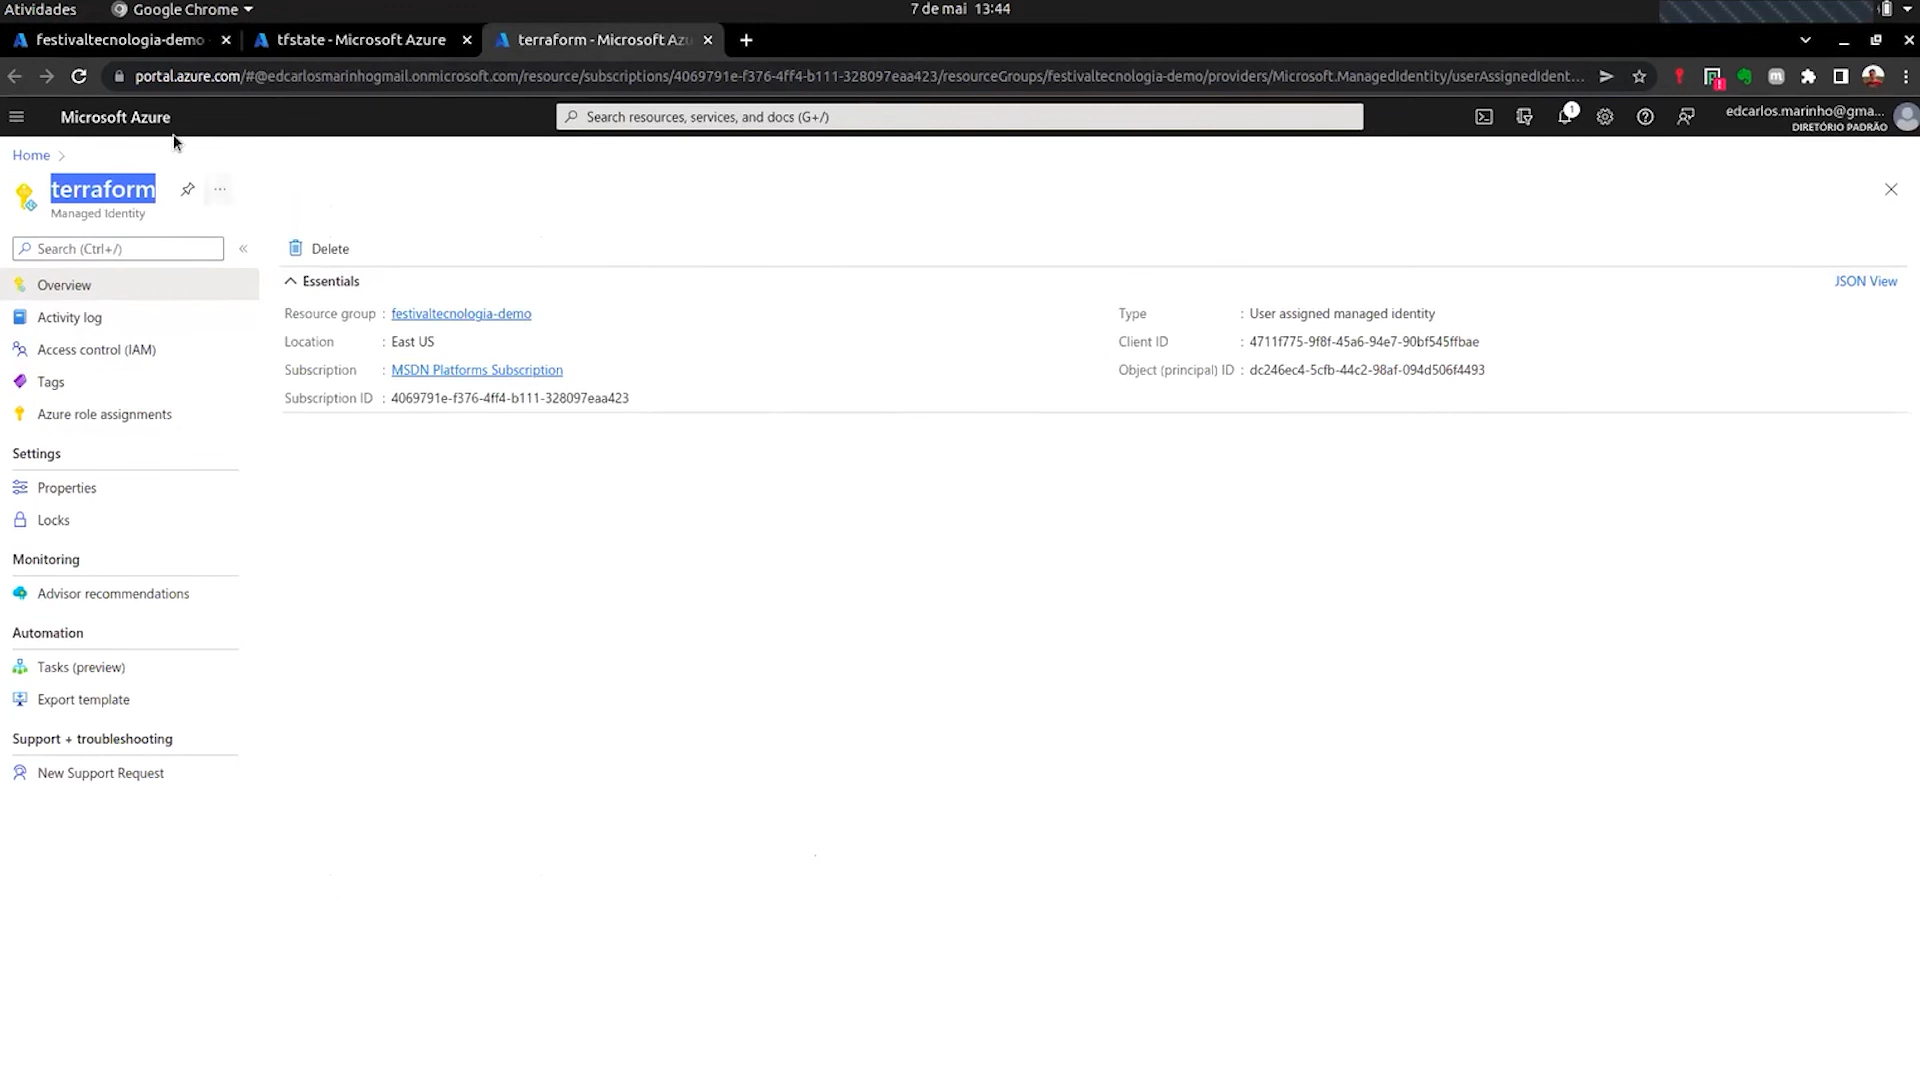 Atividades Google Chrome 7 de mai 13:44
festivaltecnologia-demo tfstate - Microsoft Azure terraform - Microsoft Azu
portal.azure.com/#@edcarlosmarinhogmail.onmicrosoft.com/resource/subscriptions/4069791e-f376-4ff4-b111-328097eaa423/resourceGroups/festivaltecnologia-demo/providers/Microsoft.ManagedIdentity/userAssignedIdent...
Microsoft Azure Search resources, services, and docs (G+/) 1 edcarlos.marinho@gma...
DIRETÓRIO PADRÃO
Home
terraform
Managed Identity
Search (Ctrl+/)
Delete
Overview
Essentials JSON View
Activity log
Resource group : festivaltecnologia-demo Type : User assigned managed identity
Location : East US Client ID : 4711f775-9f8f-45a6-94e7-90bf545ffbae
Access control (IAM)
Subscription : MSDN Platforms Subscription Object (principal) ID : dc246ec4-5cfb-44c2-98af-094d506f4493
Tags
Subscription ID : 4069791e-f376-4ff4-b111-328097eaa423
Azure role assignments
Settings
Properties
Locks
Monitoring
Advisor recommendations
Automation
Tasks (preview)
Export template
Support + troubleshooting
New Support Request